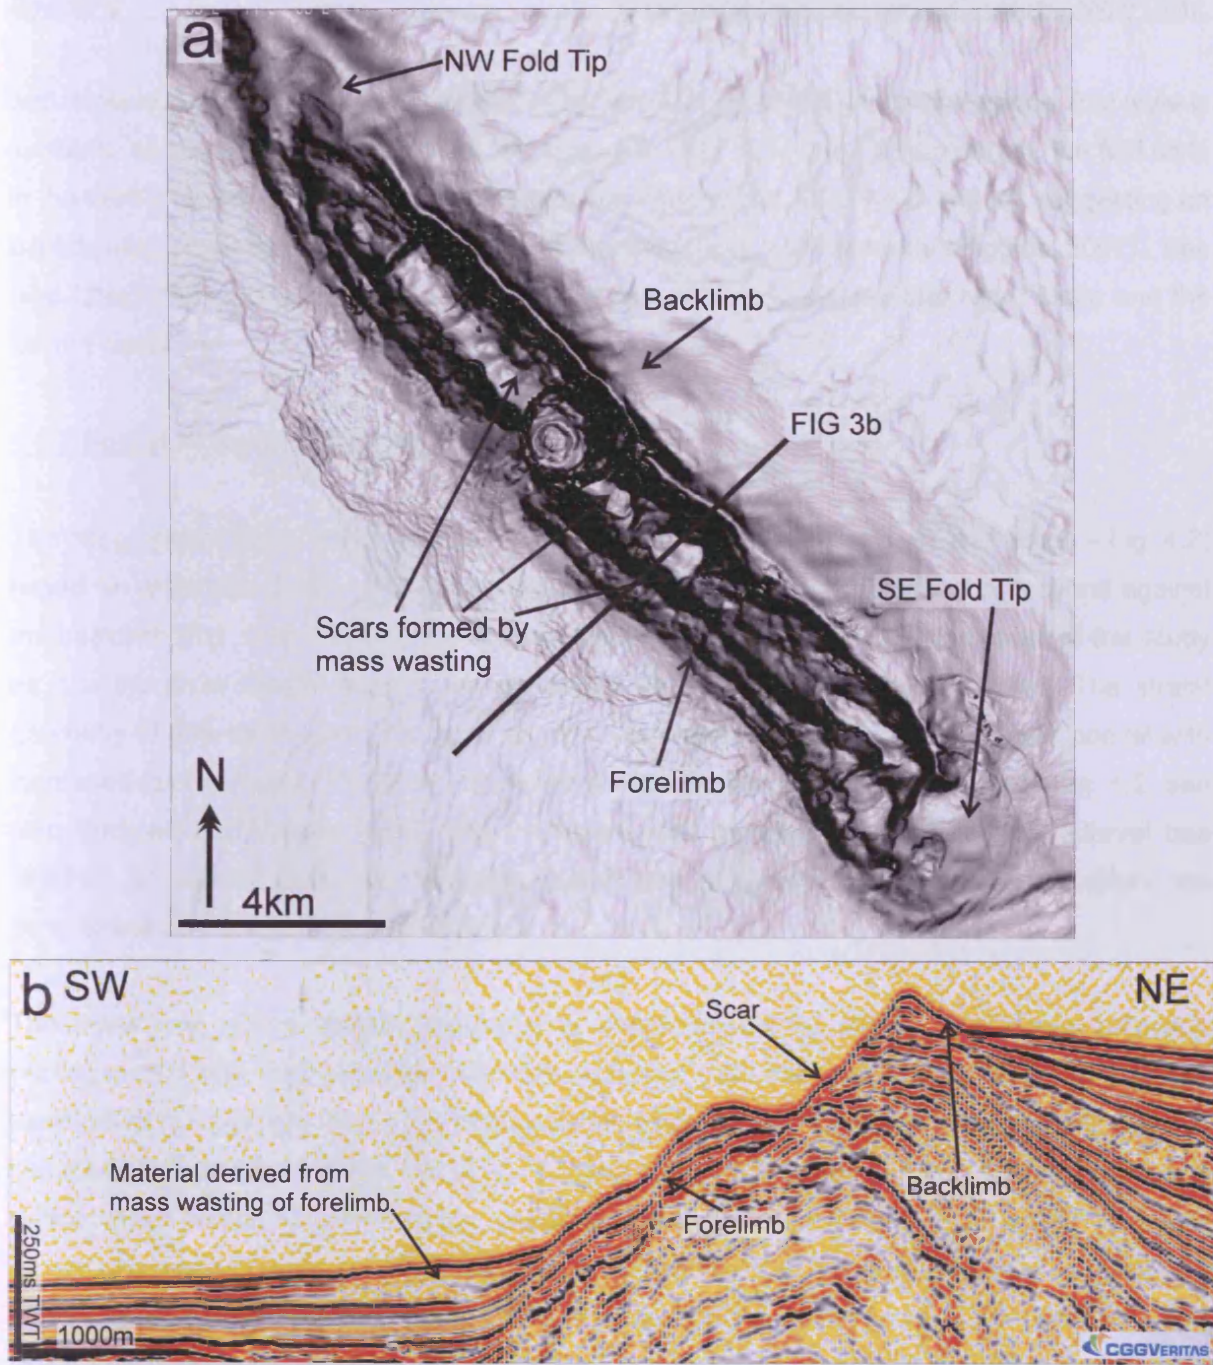 a
NW Fold Tip
Backlimb
FIG 3b
SE Fold Tip
Scars formed by
mass wasting
Forelimb
N
4km
b SW
NE
Scar
Material derived from
mass wasting of forelimb
Backlimb
Forelimb
250ms TWT
1000m
CGGVERITAS